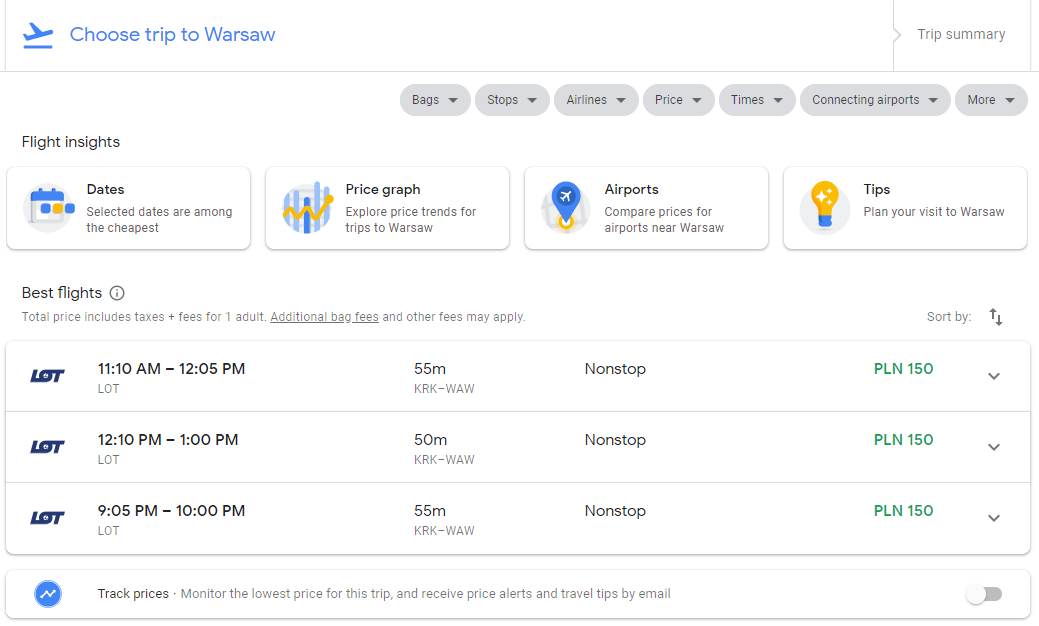 Choose trip to Warsaw
Trip summary
Bags Stops Airlines Price Times Connecting airports More
Flight insights
Dates
Selected dates are among
the cheapest
Price graph
Explore price trends for
trips to Warsaw
Airports
Compare prices for
airports near Warsaw
Tips
Plan your visit to Warsaw
Best flights
Total price includes taxes + fees for 1 adult. Additional bag fees and other fees may apply.
Sort by:
LOT 11:10 AM – 12:05 PM 55m Nonstop PLN 150
LOT KRK–WAW
LOT 12:10 PM – 1:00 PM 50m Nonstop PLN 150
LOT KRK–WAW
LOT 9:05 PM – 10:00 PM 55m Nonstop PLN 150
LOT KRK–WAW
Track prices · Monitor the lowest price for this trip, and receive price alerts and travel tips by email